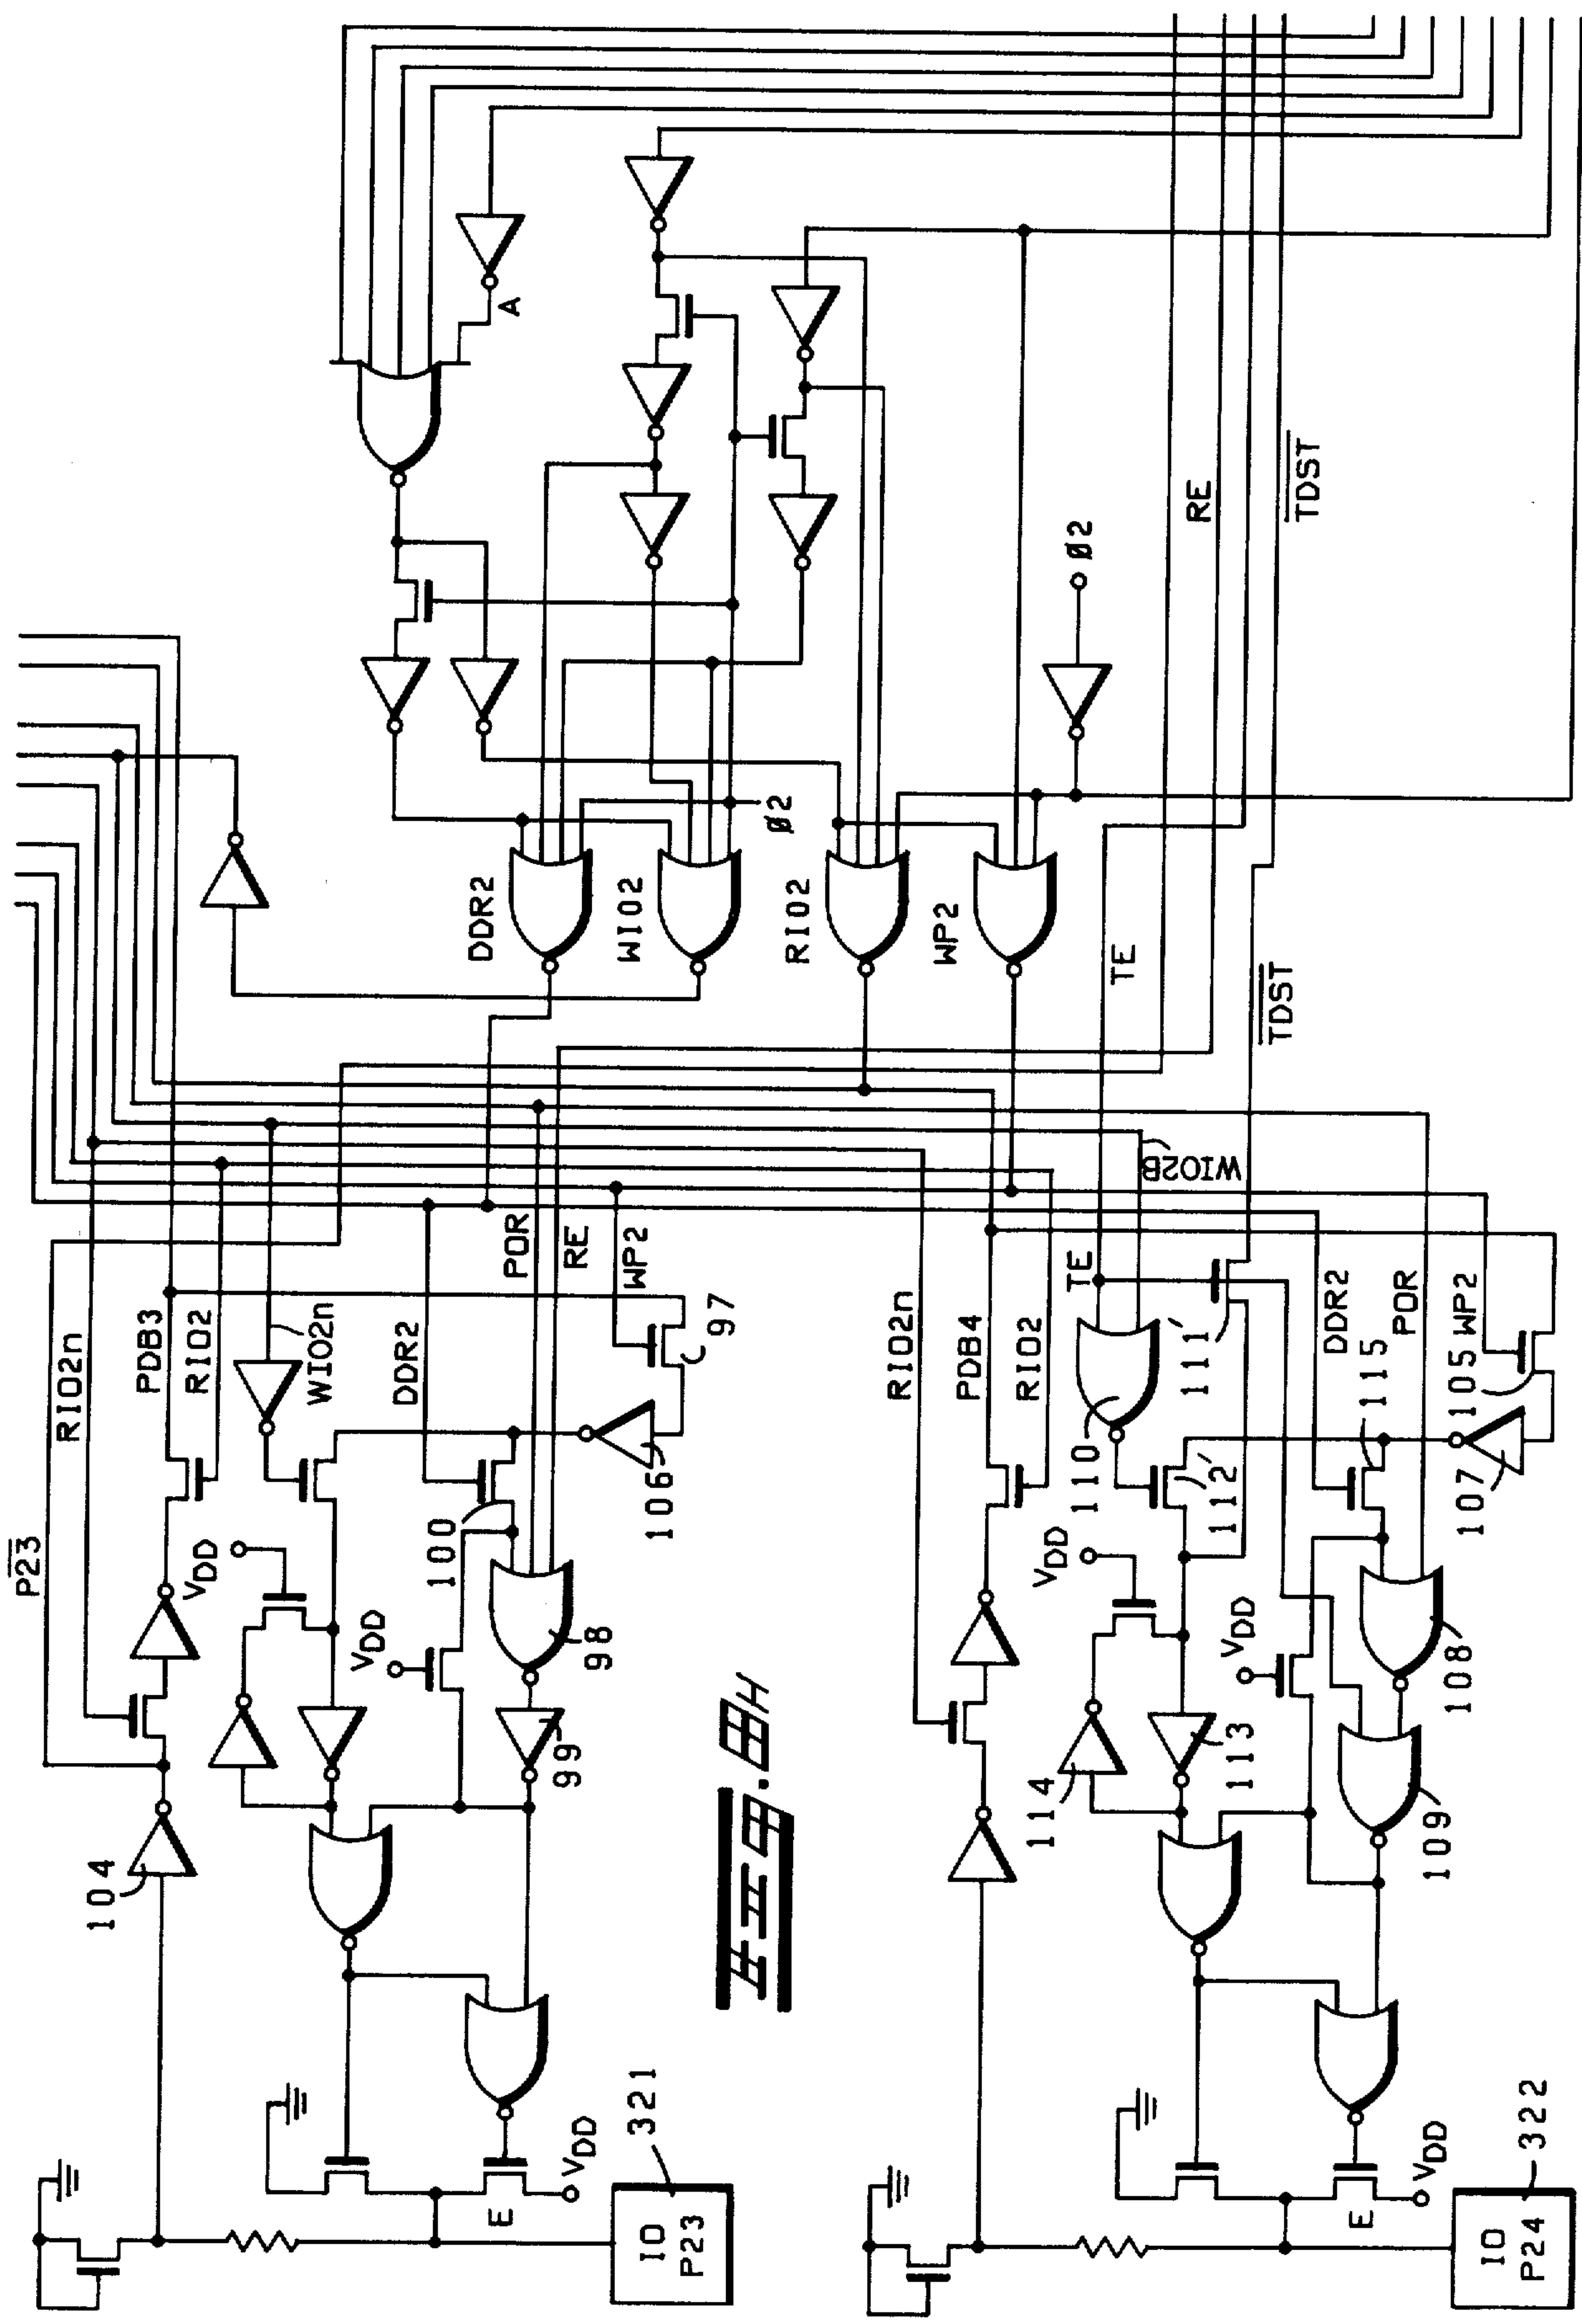 A
Ø2
RE
TDST
Ø2
DDR2
WIO2
RIO2
WP2
TE
TDST
WIO2B
P23
RIO2n
PDB3
RIO2
WIO2n
DDR2
POR
RE
WP2
97
100
106
VDD
VDD
98
99
104
E
VDD
321
IO
P23
FIG. 8H
RIO2n
PDB4
RIO2
TE
110
111'
112'
DDR2
115
POR
105
WP2
107
VDD
VDD
108
109
113
114
E
VDD
322
IO
P24